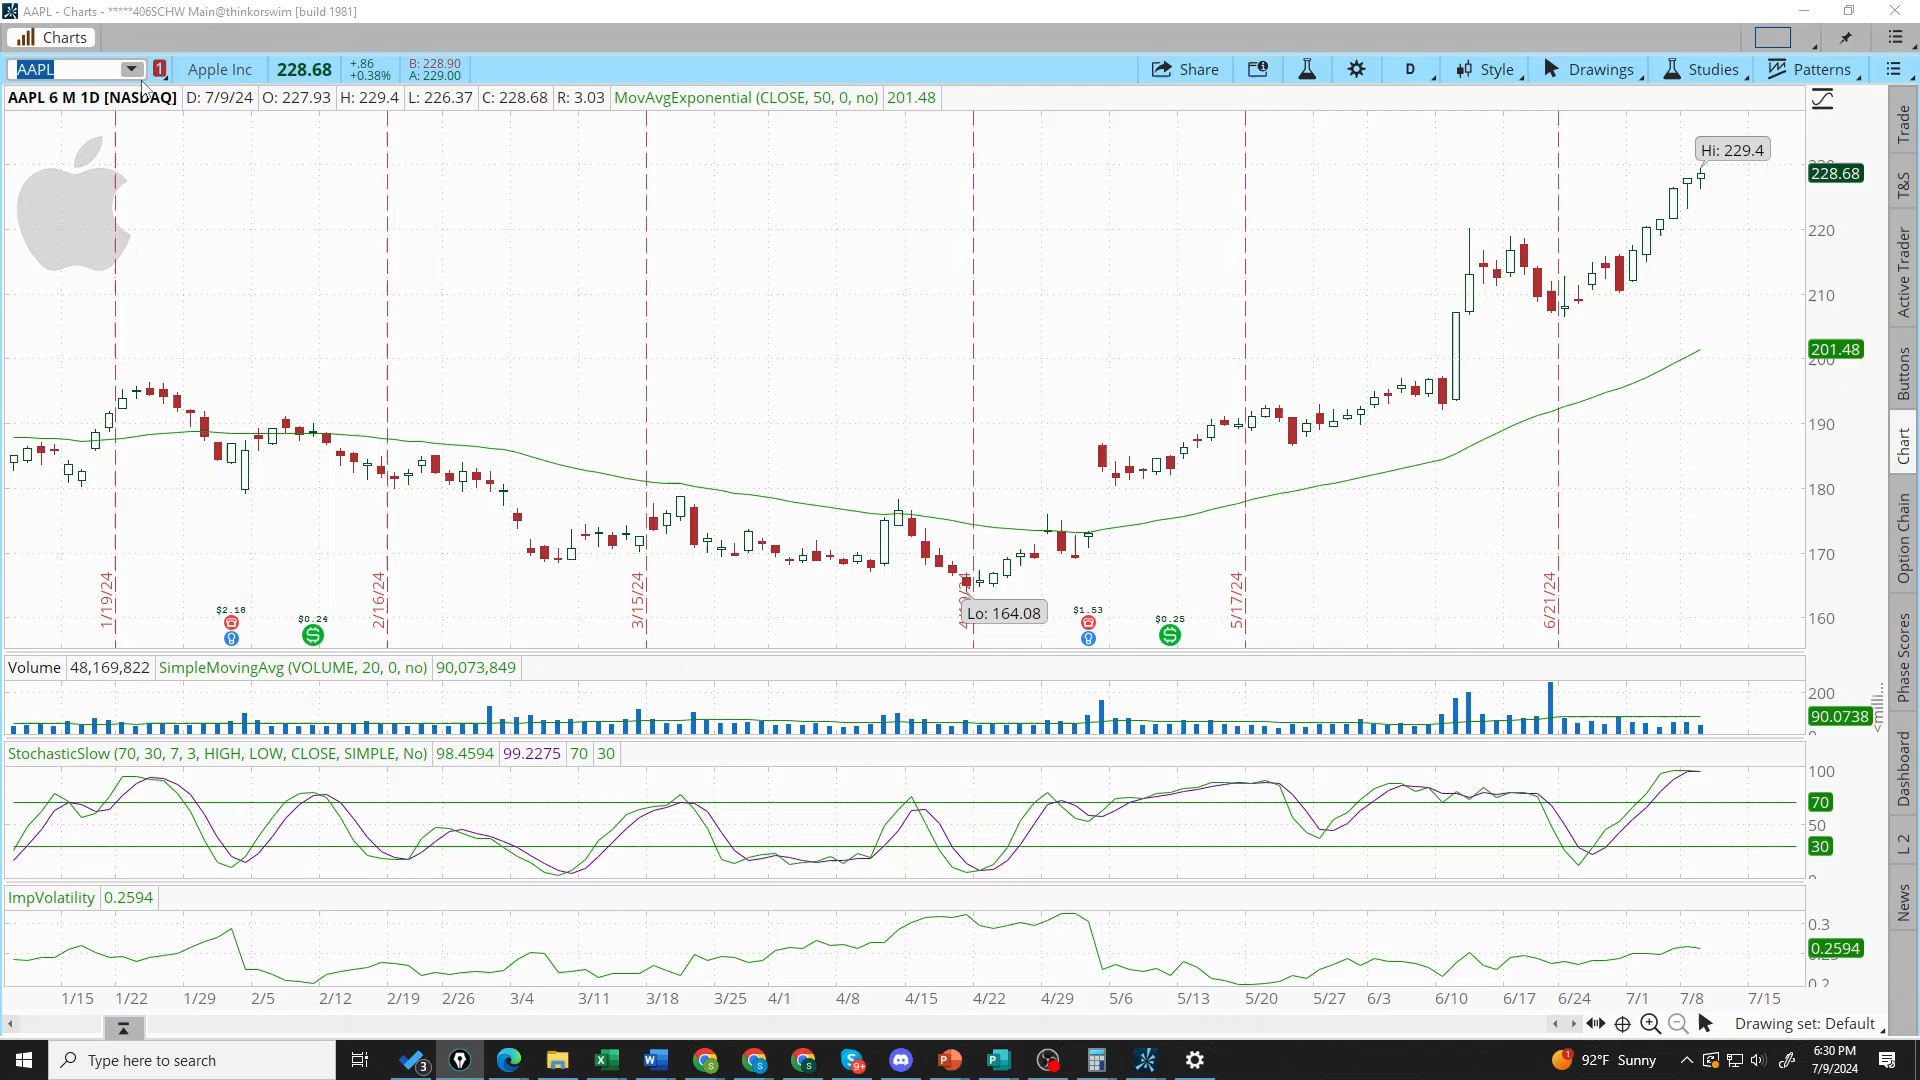 AAPL - Charts - *****406SCHW Main@thinkorswim [build 1981]
Charts
AAPL 1 Apple Inc 228.68 +.86 +0.38% B: 228.90 A: 229.00 Share D Style Drawings Studies Patterns
AAPL 6 M 1D [NASDAQ] D: 7/9/24 O: 227.93 H: 229.4 L: 226.37 C: 228.68 R: 3.03 MovAvgExponential (CLOSE, 50, 0, no) 201.48
Hi: 229.4
228.68
220
210
201.48
190
180
170
160
1/19/24
2/16/24
3/15/24
5/17/24
6/21/24
Lo: 164.08
$2.18
$0.24
$1.53
$0.25
Volume 48,169,822 SimpleMovingAvg (VOLUME, 20, 0, no) 90,073,849
200
90.0738
StochasticSlow (70, 30, 7, 3, HIGH, LOW, CLOSE, SIMPLE, No) 98.4594 99.2275 70 30
100
70
50
30
ImpVolatility 0.2594
0.3
0.2594
0.2
1/15 1/22 1/29 2/5 2/12 2/19 2/26 3/4 3/11 3/18 3/25 4/1 4/8 4/15 4/22 4/29 5/6 5/13 5/20 5/27 6/3 6/10 6/17 6/24 7/1 7/8 7/15
Drawing set: Default
Trade
T&S
Active Trader
Buttons
Chart
Option Chain
Phase Scores
Dashboard
L 2
News
Type here to search
3
9+
1
92°F Sunny
6:30 PM
7/9/2024